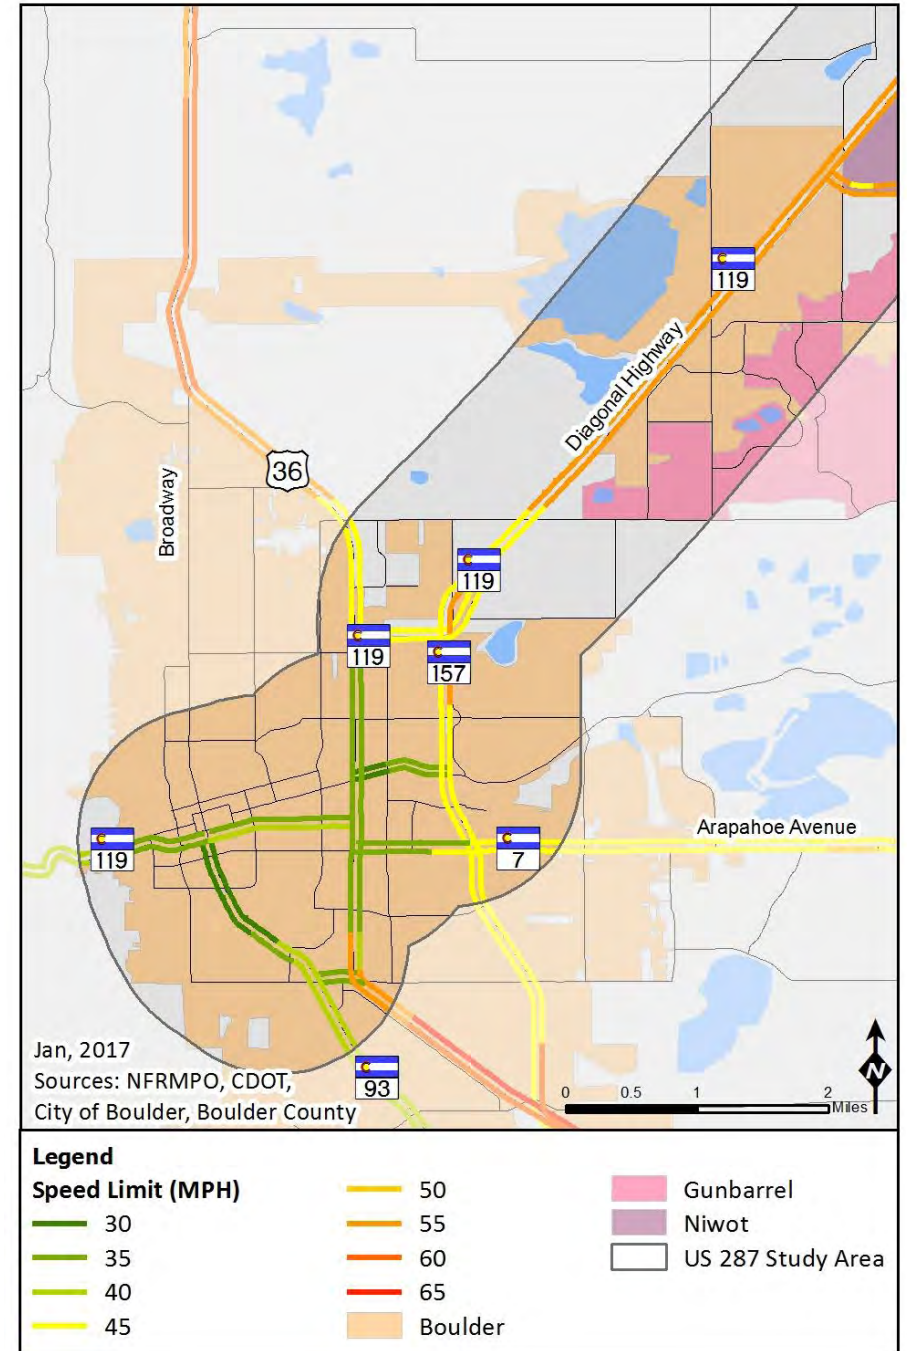 119
Diagonal Highway
36
Broadway
119
119
157
Arapahoe Avenue
119
7
93
N
Jan, 2017
Sources: NFRMPO, CDOT,
City of Boulder, Boulder County
0 0.5 1 2
Miles
Legend
Speed Limit (MPH)
30
35
40
45
50
55
60
65
Boulder
Gunbarrel
Niwot
US 287 Study Area